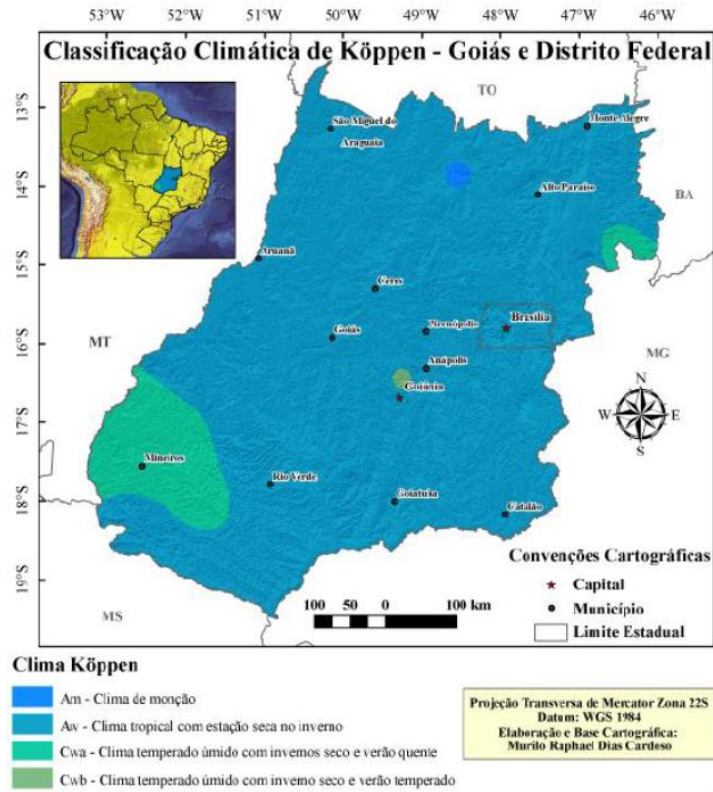 53°W 52°W 51°W 50°W 49°W 48°W 47°W 46°W
Classificação Climática de Köppen - Goiás e Distrito Federal
TO
13°S
São Miguel do
Araguaia
Monte Alegre
14°S
Alto Paraíso
BA
15°S
Aruanã
Ceres
16°S
MT
Goiás
Brasília
MG
Anápolis
Goiânia
N
W E
S
17°S
Mineiros
Rio Verde
18°S
Goiatuba
Catalão
Convenções Cartográficas
Capital
19°S
Município
MS
100 50 0 100 km
Limite Estadual
Clima Köppen
Am - Clima de monção
Aw - Clima tropical com estação seca no inverno
Cwa - Clima temperado úmido com invernos seco e verão quente
Cwb - Clima temperado úmido com inverno seco e verão temperado
Projeção Transversa de Mercator Zona 22S
Datum: WGS 1984
Elaboração e Base Cartográfica:
Murilo Raphael Dias Cardoso